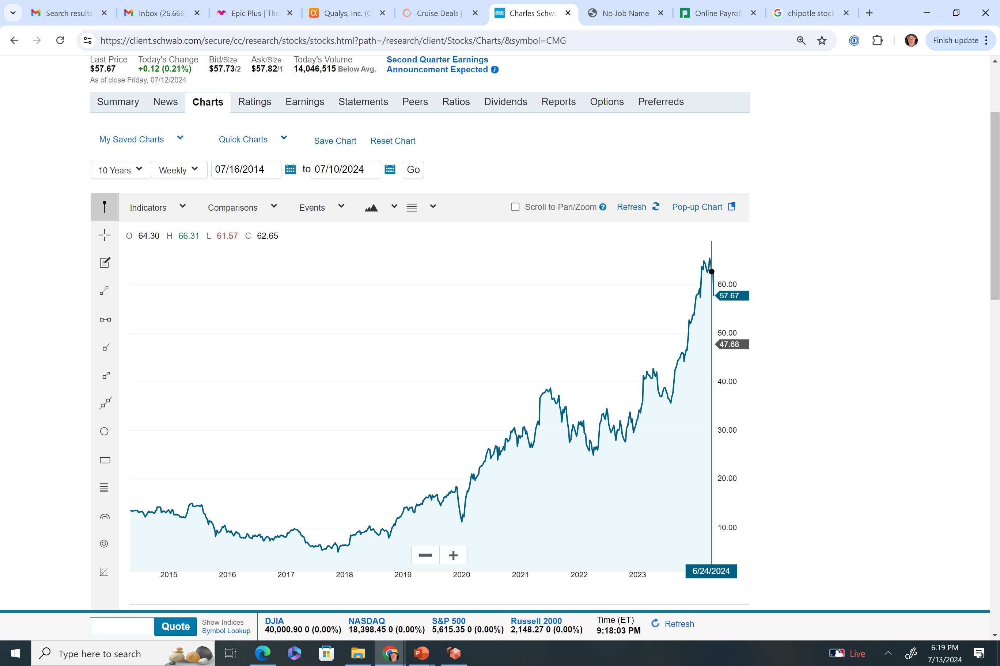 Search results
Inbox (26,666)
Epic Plus | The
Qualys, Inc. (Q
Cruise Deals |
Charles Schwa
No Job Name
Online Payroll
chipotle stock
https://client.schwab.com/secure/cc/research/stocks/stocks.html?path=/research/client/Stocks/Charts/&symbol=CMG
Finish update
Last Price Today's Change Bid/Size Ask/Size Today's Volume
$57.67 +0.12 (0.21%) $57.73/2 $57.82/1 14,046,515 Below Avg.
As of close Friday, 07/12/2024
Second Quarter Earnings
Announcement Expected
Summary News Charts Ratings Earnings Statements Peers Ratios Dividends Reports Options Preferreds
My Saved Charts Quick Charts Save Chart Reset Chart
10 Years Weekly 07/16/2014 to 07/10/2024 Go
Indicators Comparisons Events Scroll to Pan/Zoom Refresh Pop-up Chart
O 64.30 H 66.31 L 61.57 C 62.65
60.00
57.67
50.00
47.68
40.00
30.00
20.00
10.00
2015 2016 2017 2018 2019 2020 2021 2022 2023 6/24/2024
Quote
Show Indices
Symbol Lookup
DJIA NASDAQ S&P 500 Russell 2000 Time (ET)
40,000.90 0 (0.00%) 18,398.45 0 (0.00%) 5,615.35 0 (0.00%) 2,148.27 0 (0.00%) 9:18:03 PM
Refresh
Type here to search
Live
6:19 PM
7/13/2024